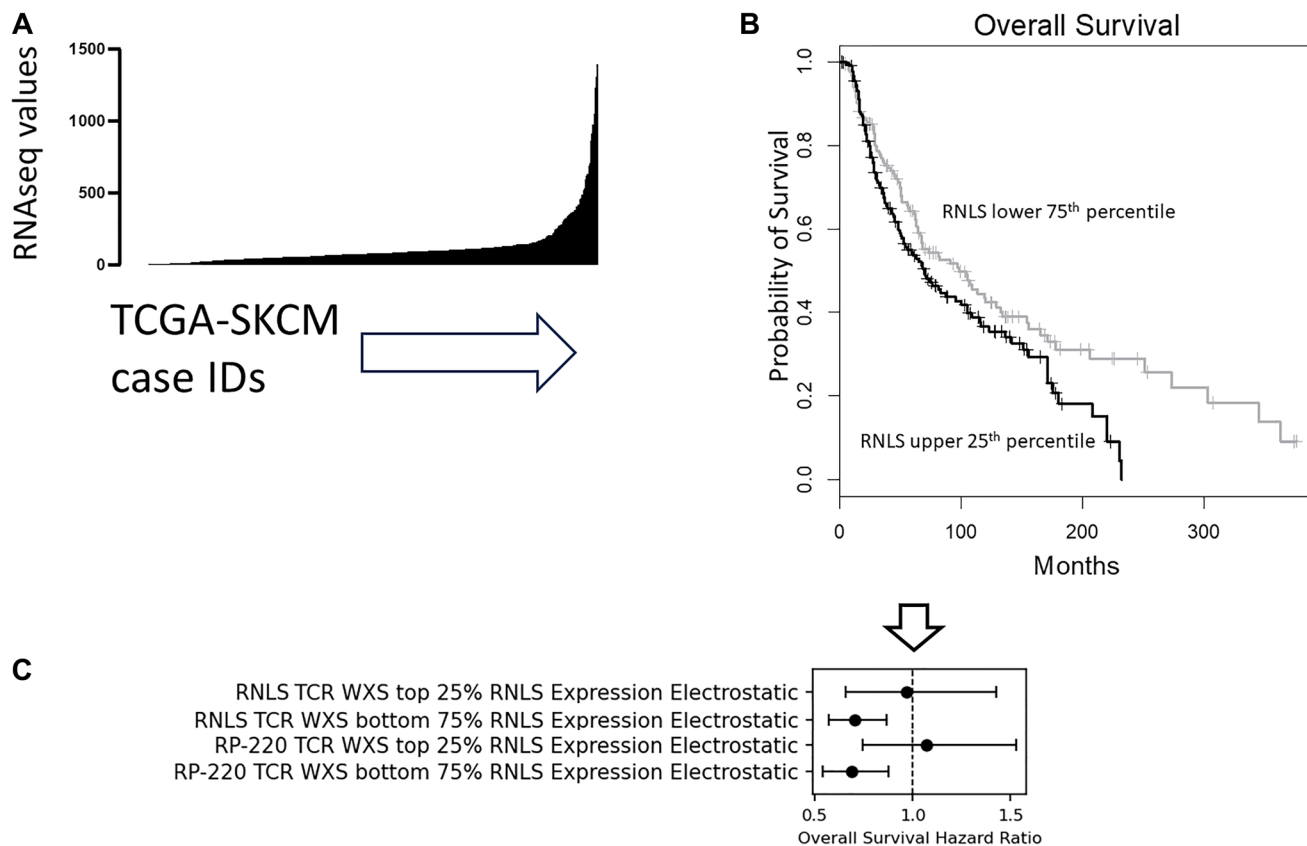 A
RNAseq values
1500
1000
500
0
TCGA-SKCM
case IDs
B
Overall Survival
Probability of Survival
1.0
0.8
0.6
0.4
0.2
0.0
RNLS lower 75th percentile
RNLS upper 25th percentile
0 100 200 300
Months
C
RNLS TCR WXS top 25% RNLS Expression Electrostatic
RNLS TCR WXS bottom 75% RNLS Expression Electrostatic
RP-220 TCR WXS top 25% RNLS Expression Electrostatic
RP-220 TCR WXS bottom 75% RNLS Expression Electrostatic
0.5 1.0 1.5
Overall Survival Hazard Ratio